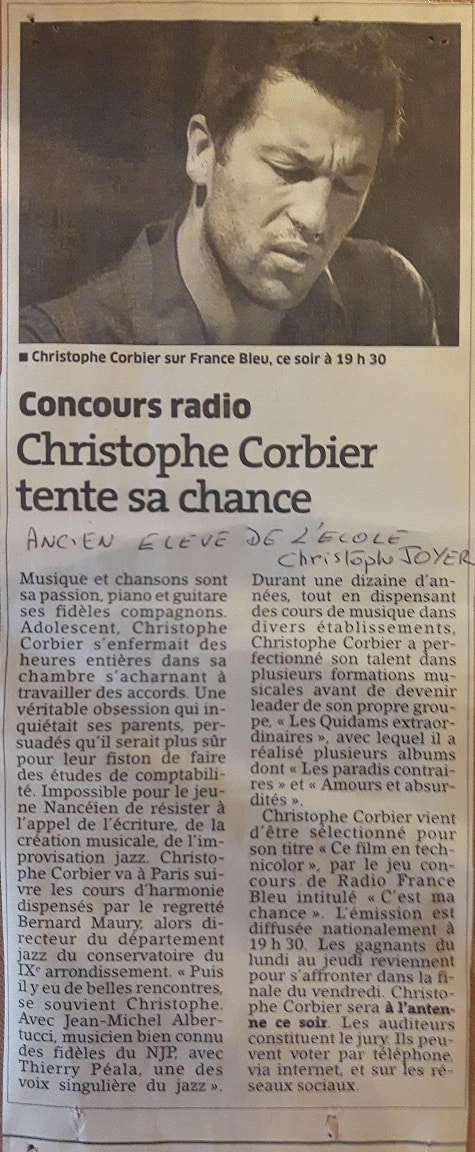 ■ Christophe Corbier sur France Bleu, ce soir à 19 h 30
Concours radio
Christophe Corbier
tente sa chance
ANCIEN ELEVE DE L'ECOLE
Christoph JOYER
Musique et chansons sont
sa passion, piano et guitare
ses fidèles compagnons.
Adolescent, Christophe
Corbier s'enfermait des
heures entières dans sa
chambre s'acharnant à
travailler des accords. Une
véritable obsession qui in-
quiétait ses parents, per-
suadés qu'il serait plus sûr
pour leur fiston de faire
des études de comptabili-
té. Impossible pour le jeu-
ne Nancéien de résister à
l'appel de l'écriture, de la
création musicale, de l'im-
provisation jazz. Christo-
phe Corbier va à Paris sui-
vre les cours d'harmonie
dispensés par le regretté
Bernard Maury, alors di-
recteur du département
jazz du conservatoire du
IXe arrondissement. « Puis
il y eu de belles rencontres,
se souvient Christophe.
Avec Jean-Michel Alber-
tucci, musicien bien connu
des fidèles du NJP, avec
Thierry Péala, une des
voix singulière du jazz ».
Durant une dizaine d'an-
nées, tout en dispensant
des cours de musique dans
divers établissements,
Christophe Corbier a per-
fectionné son talent dans
plusieurs formations mu-
sicales avant de devenir
leader de son propre grou-
pe, « Les Quidams extraor-
dinaires », avec lequel il a
réalisé plusieurs albums
dont « Les paradis contrai-
res » et « Amours et absur-
dités ».
Christophe Corbier vient
d'être sélectionné pour
son titre « Ce film en tech-
nicolor », par le jeu con-
cours de Radio France
Bleu intitulé « C'est ma
chance ». L'émission est
diffusée nationalement à
19 h 30. Les gagnants du
lundi au jeudi reviennent
pour s'affronter dans la fi-
nale du vendredi. Christo-
phe Corbier sera à l'anten-
ne ce soir. Les auditeurs
constituent le jury. Ils peu-
vent voter par téléphone,
via internet, et sur les ré-
seaux sociaux.